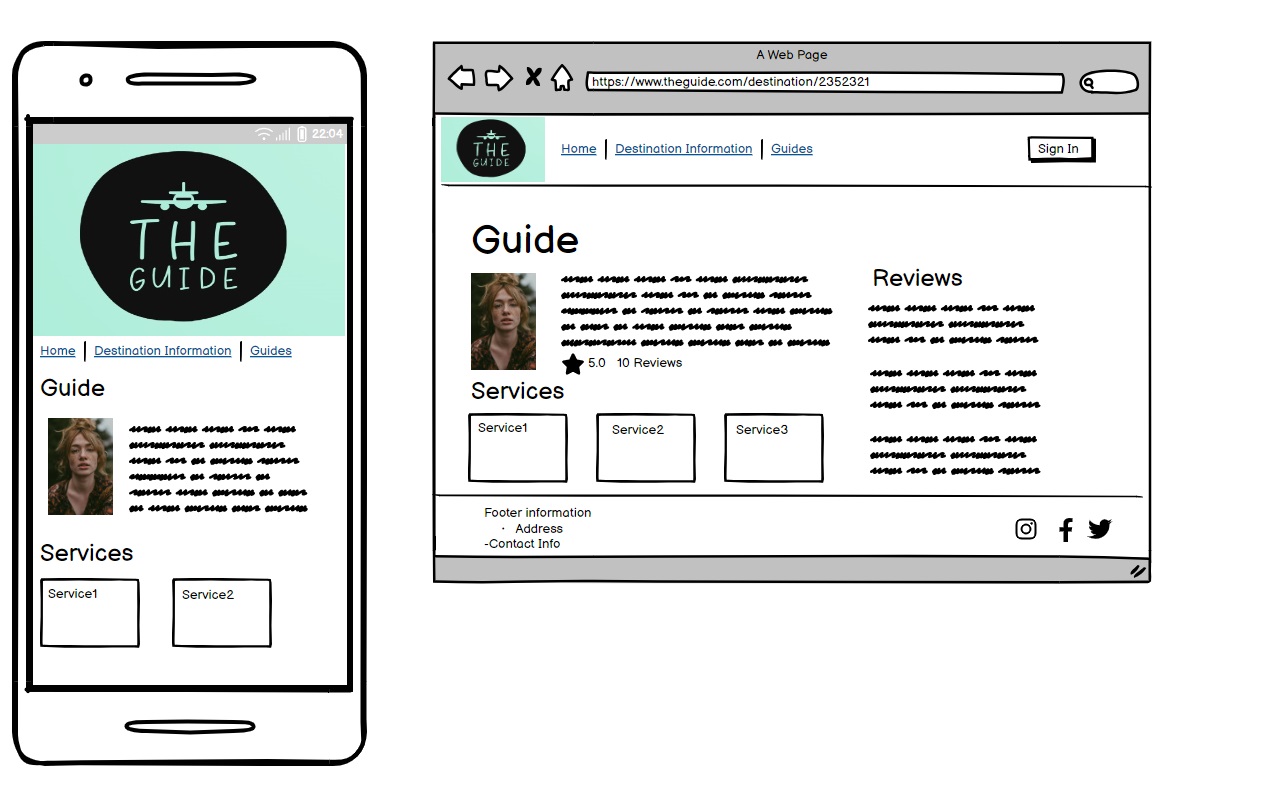 22:04
THE
GUIDE
Home Destination Information Guides
Guide
Services
Service1 Service2
A Web Page
https://www.theguide.com/destination/2352321
THE
GUIDE
Home Destination Information Guides Sign In
Guide
5.0 10 Reviews
Services
Service1 Service2 Service3
Reviews
Footer information
· Address
-Contact Info